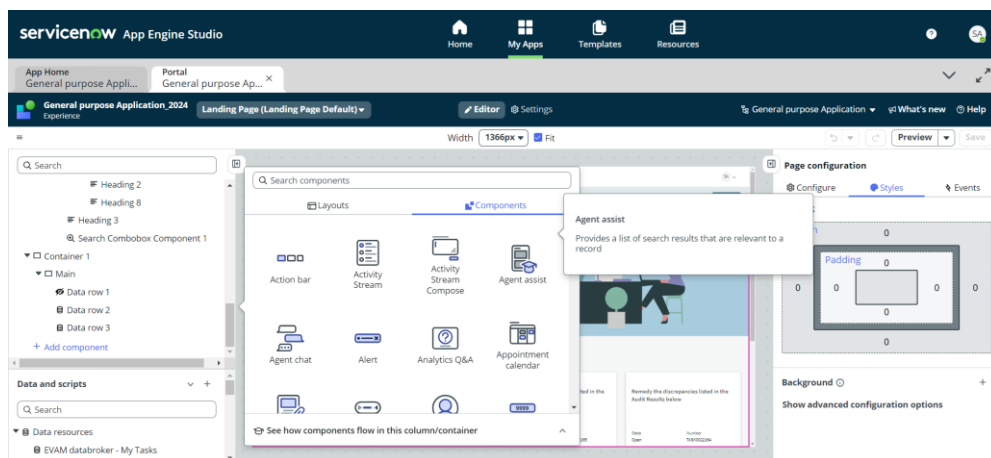 servicenow App Engine Studio
Home
My Apps
Templates
Resources
SA
App Home
General purpose Appli...
Portal
General purpose Ap...
General purpose Application_2024
Experience
Landing Page (Landing Page Default)
Editor
Settings
General purpose Application
What's new
Help
Width
1366px
Fit
Preview
Save
Search
Heading 2
Heading 8
Heading 3
Search Combobox Component 1
Container 1
Main
Data row 1
Data row 2
Data row 3
+ Add component
Data and scripts
Search
Data resources
EVAM databroker - My Tasks
Search components
Layouts
Components
Action bar
Activity
Stream
Activity
Stream
Compose
Agent assist
Agent chat
Alert
Analytics Q&A
Appointment
calendar
See how components flow in this column/container
Agent assist
Provides a list of search results that are relevant to a
record
Remedy the discrepancies listed in the
Audit Results below
State
Open
Number
Page configuration
Configure
Styles
Events
0
Padding
0
0
0
0
0
0
0
Background
Show advanced configuration options